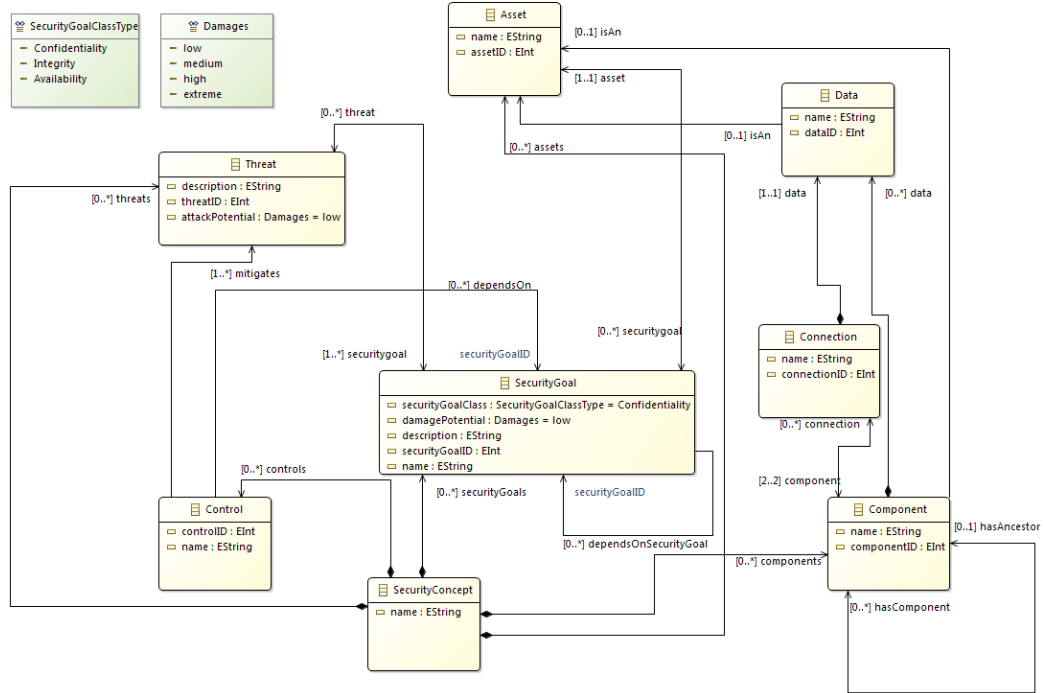 SecurityGoalClassType
Confidentiality
Integrity
Availability
Damages
low
medium
high
extreme
Asset
name : EString
assetID : EInt
[0..1] isAn
[1..1] asset
Data
name : EString
dataID : EInt
[0..1] isAn
[0..*] threat
[0..*] assets
Threat
description : EString
threatID : EInt
attackPotential : Damages = low
[0..*] threats
[1..1] data
[0..*] data
[1..*] mitigates
[0..*] dependsOn
[0..*] securitygoal
Connection
name : EString
connectionID : EInt
[1..*] securitygoal
securityGoalID
SecurityGoal
securityGoalClass : SecurityGoalClassType = Confidentiality
damagePotential : Damages = low
description : EString
securityGoalID : EInt
name : EString
[0..*] connection
[0..*] controls
[0..*] securityGoals
securityGoalID
[2..2] component
Control
controlID : EInt
name : EString
[0..*] dependsOnSecurityGoal
Component
name : EString
componentID : EInt
[0..1] hasAncestor
[0..*] components
SecurityConcept
name : EString
[0..*] hasComponent